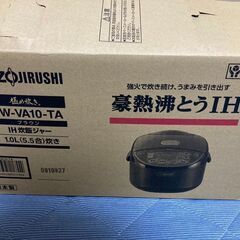 ZOJIRUSHI
極め炊き
W-VA10-TA
ブラウン
IH炊飯ジャー
1.0L(5.5合)炊き
強火で炊き続け、うまみを引き出す
豪熱沸とうIH